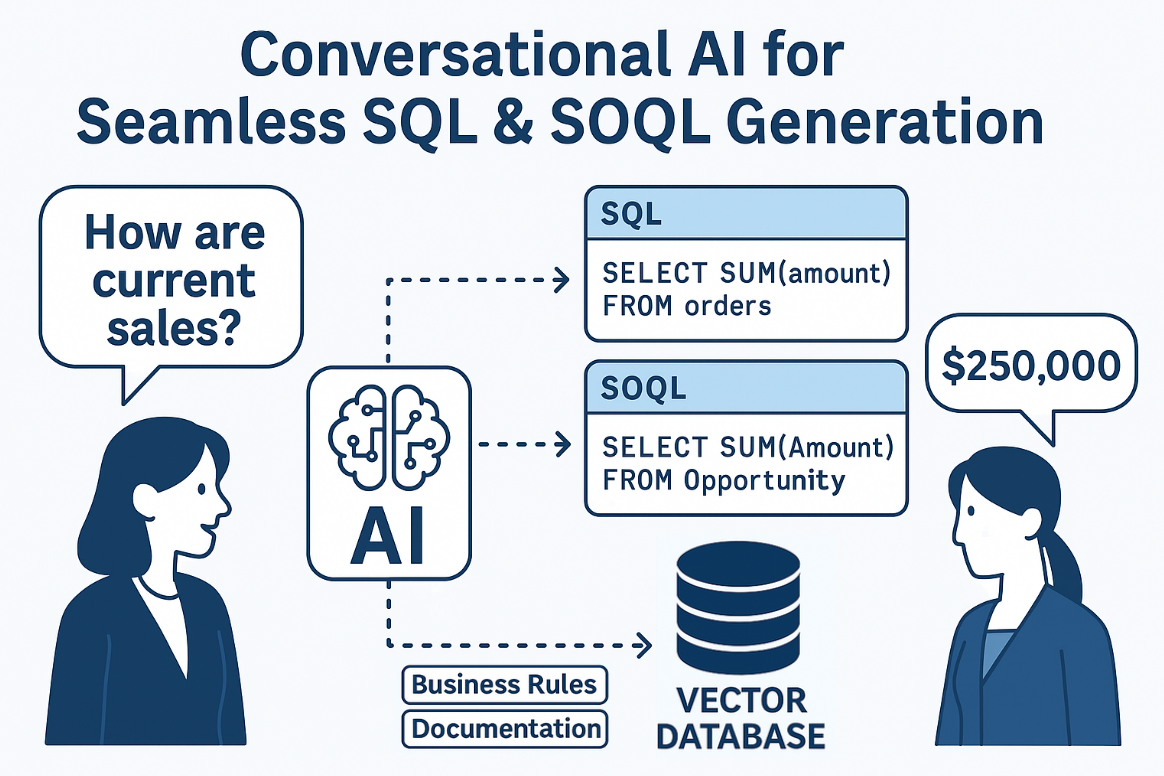 Conversational AI for
Seamless SQL & SOQL Generation
How are
current
sales?
SQL
SELECT SUM(amount)
FROM orders
SOQL
SELECT SUM(Amount)
FROM Opportunity
$250,000
AI
Business Rules
Documentation
VECTOR
DATABASE